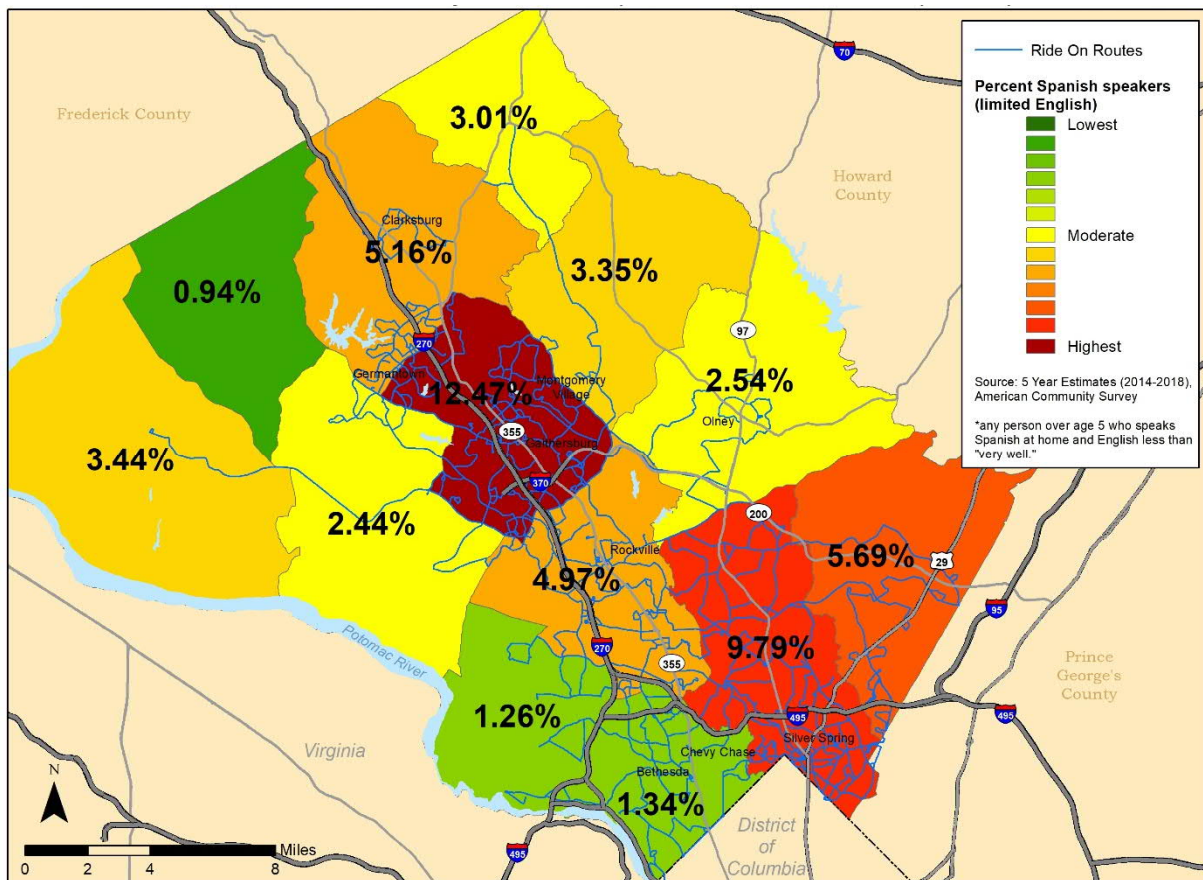 70
Ride On Routes
Percent Spanish speakers
(limited English)
Lowest
Moderate
Highest
Source: 5 Year Estimates (2014-2018),
American Community Survey
*any person over age 5 who speaks
Spanish at home and English less than
"very well."
Frederick County
3.01%
Howard
County
Clarksburg
5.16%
3.35%
0.94%
97
270
Germantown
12.47%
Montgomery
Village
2.54%
Olney
355
Gaithersburg
3.44%
370
2.44%
200
Rockville
5.69%
29
4.97%
95
Potomac River
270
355
9.79%
Prince
George's
County
1.26%
495
495
Virginia
Silver Spring
Chevy Chase
Bethesda
1.34%
N
District
of
Columbia
Miles
0 2 4 8
495